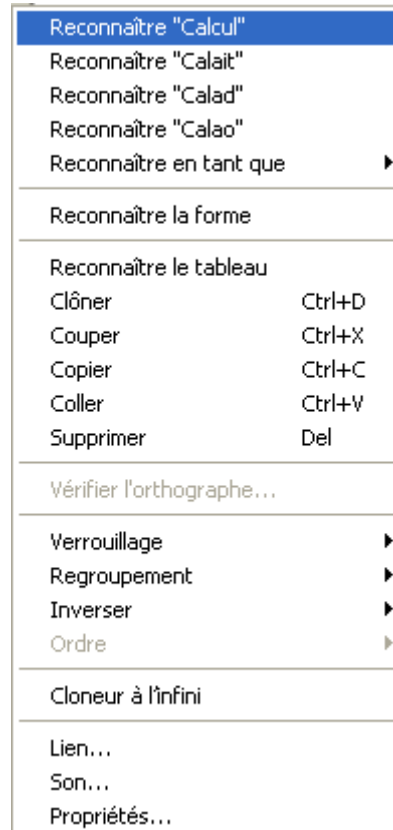 Reconnaître "Calcul"
Reconnaître "Calait"
Reconnaître "Calad"
Reconnaître "Calao"
Reconnaître en tant que
Reconnaître la forme
Reconnaître le tableau
Clôner Ctrl+D
Couper Ctrl+X
Copier Ctrl+C
Coller Ctrl+V
Supprimer Del
Vérifier l'orthographe...
Verrouillage
Regroupement
Inverser
Ordre
Cloneur à l'infini
Lien...
Son...
Propriétés...